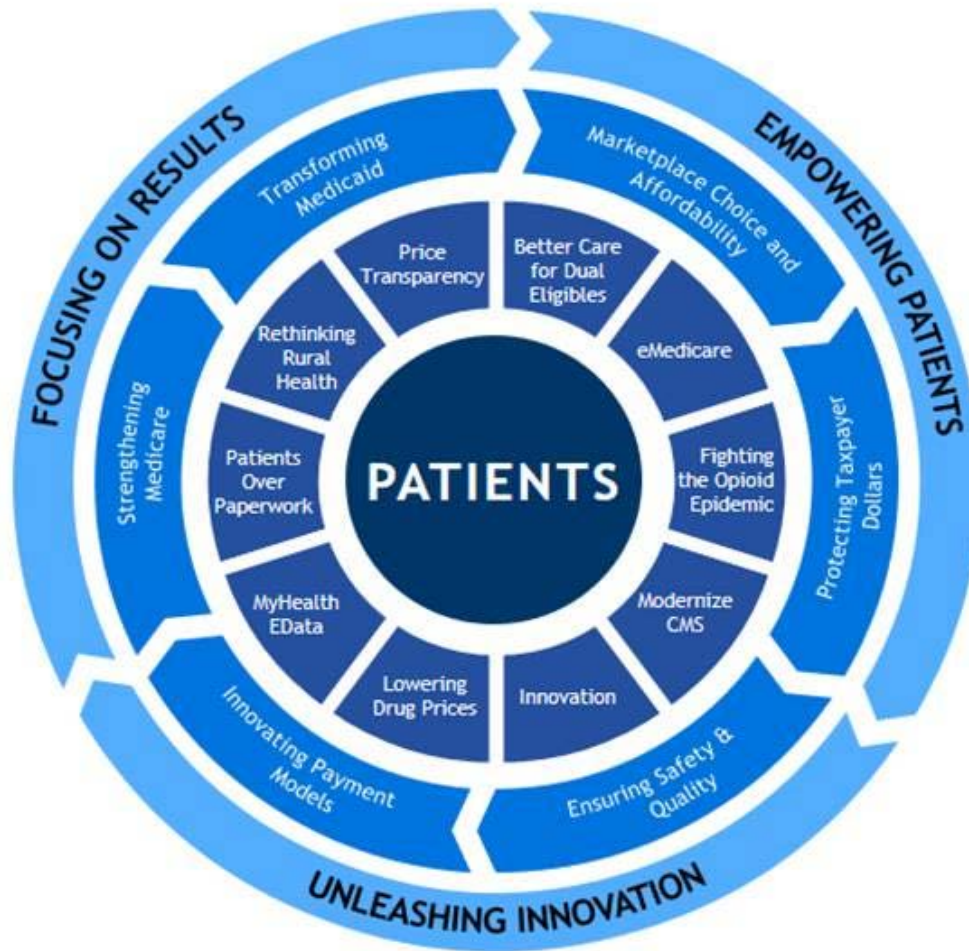 FOCUSING ON RESULTS
EMPOWERING PATIENTS
UNLEASHING INNOVATION
Transforming
Medicaid
Marketplace Choice and
Affordability
Protecting Taxpayer
Dollars
Ensuring Safety &
Quality
Innovating Payment
Models
Strengthening
Medicare
Price
Transparency
Better Care
for Dual
Eligibles
eMedicare
Fighting
the Opioid
Epidemic
Modernize
CMS
Innovation
Lowering
Drug Prices
MyHealth
EData
Patients
Over
Paperwork
Rethinking
Rural
Health
PATIENTS